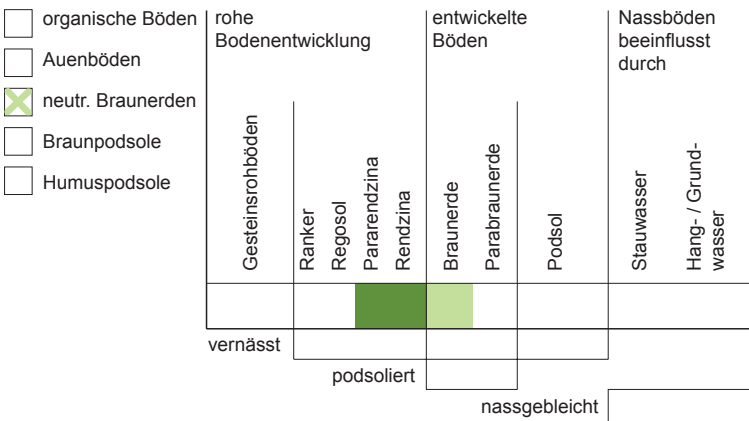 organische Böden
Auenböden
neutr. Braunerden
Braunpodsole
Humuspodsole
rohe
Bodenentwicklung
entwickelte
Böden
Nassböden
beeinflusst
durch
Gesteinsrohböden
Ranker
Regosol
Pararendzina
Rendzina
Braunerde
Parabraunerde
Podsol
Stauwasser
Hang- / Grund-
wasser
vernässt
podsoliert
nassgebleicht